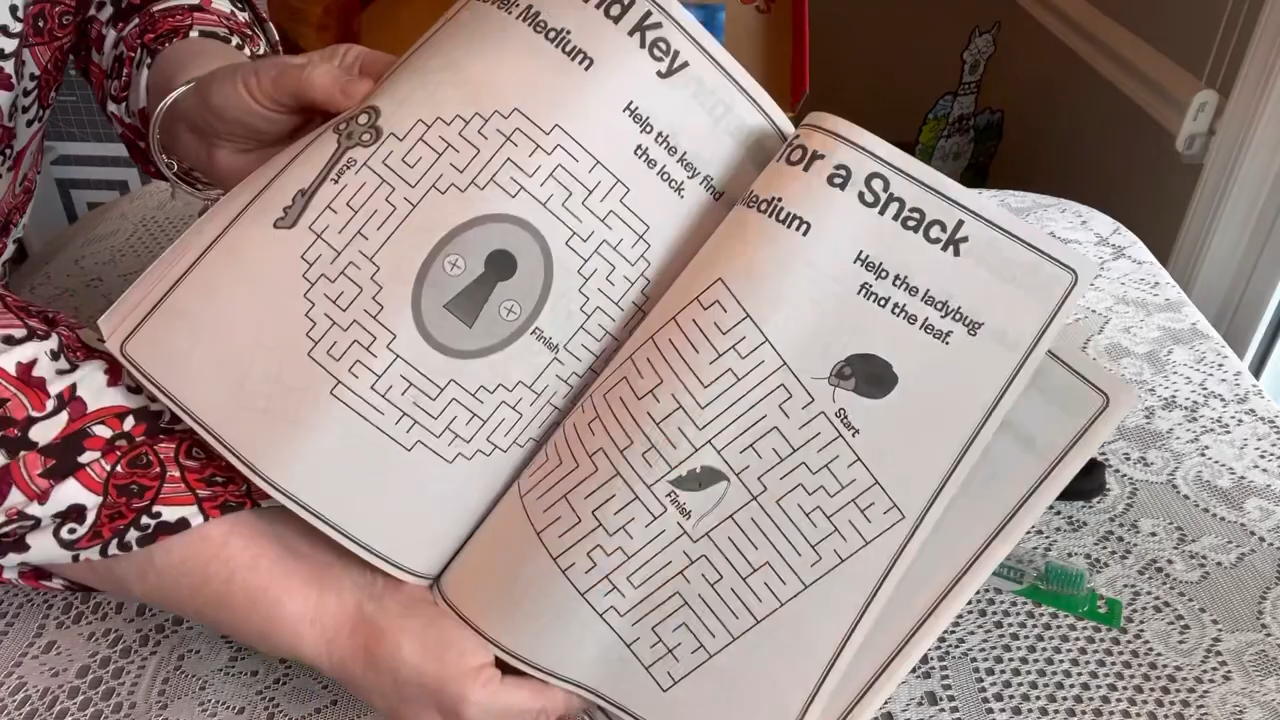 nd Key
Level: Medium
Help the key find
the lock.
Start
Finish
for a Snack
Medium
Help the ladybug
find the leaf.
Start
Finish